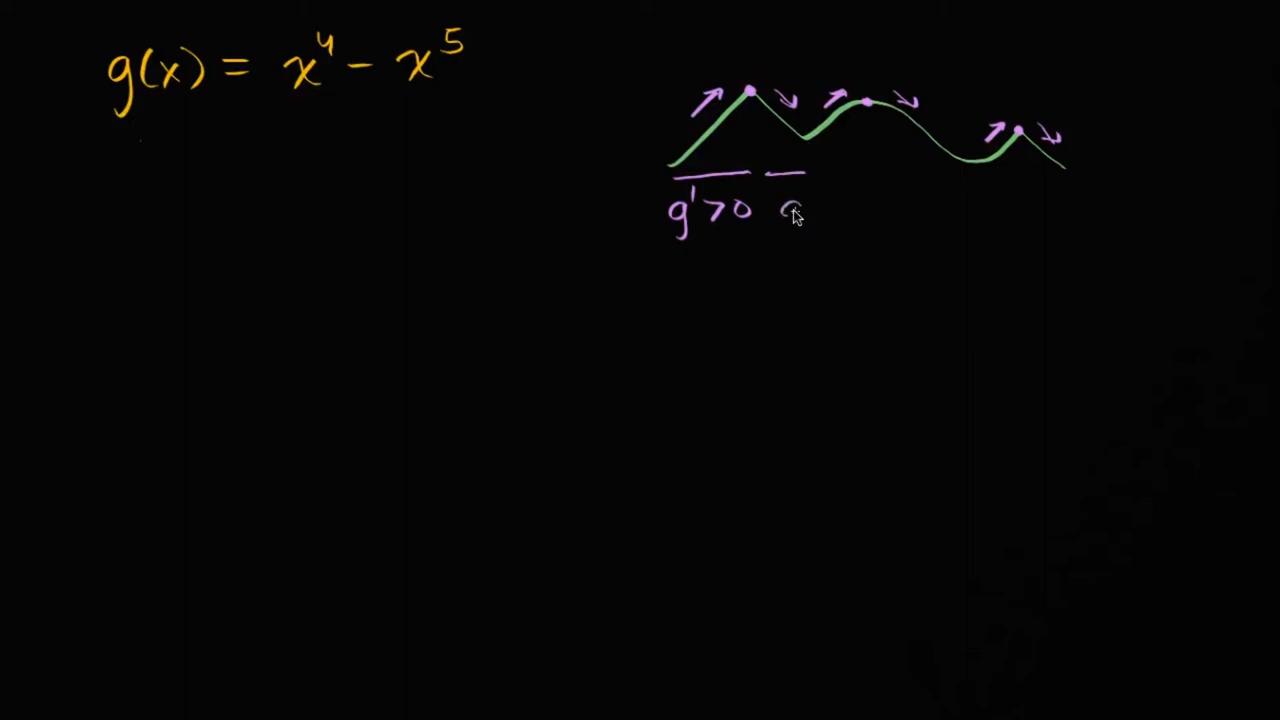 g(x) = x⁴ - x⁵
g' > 0